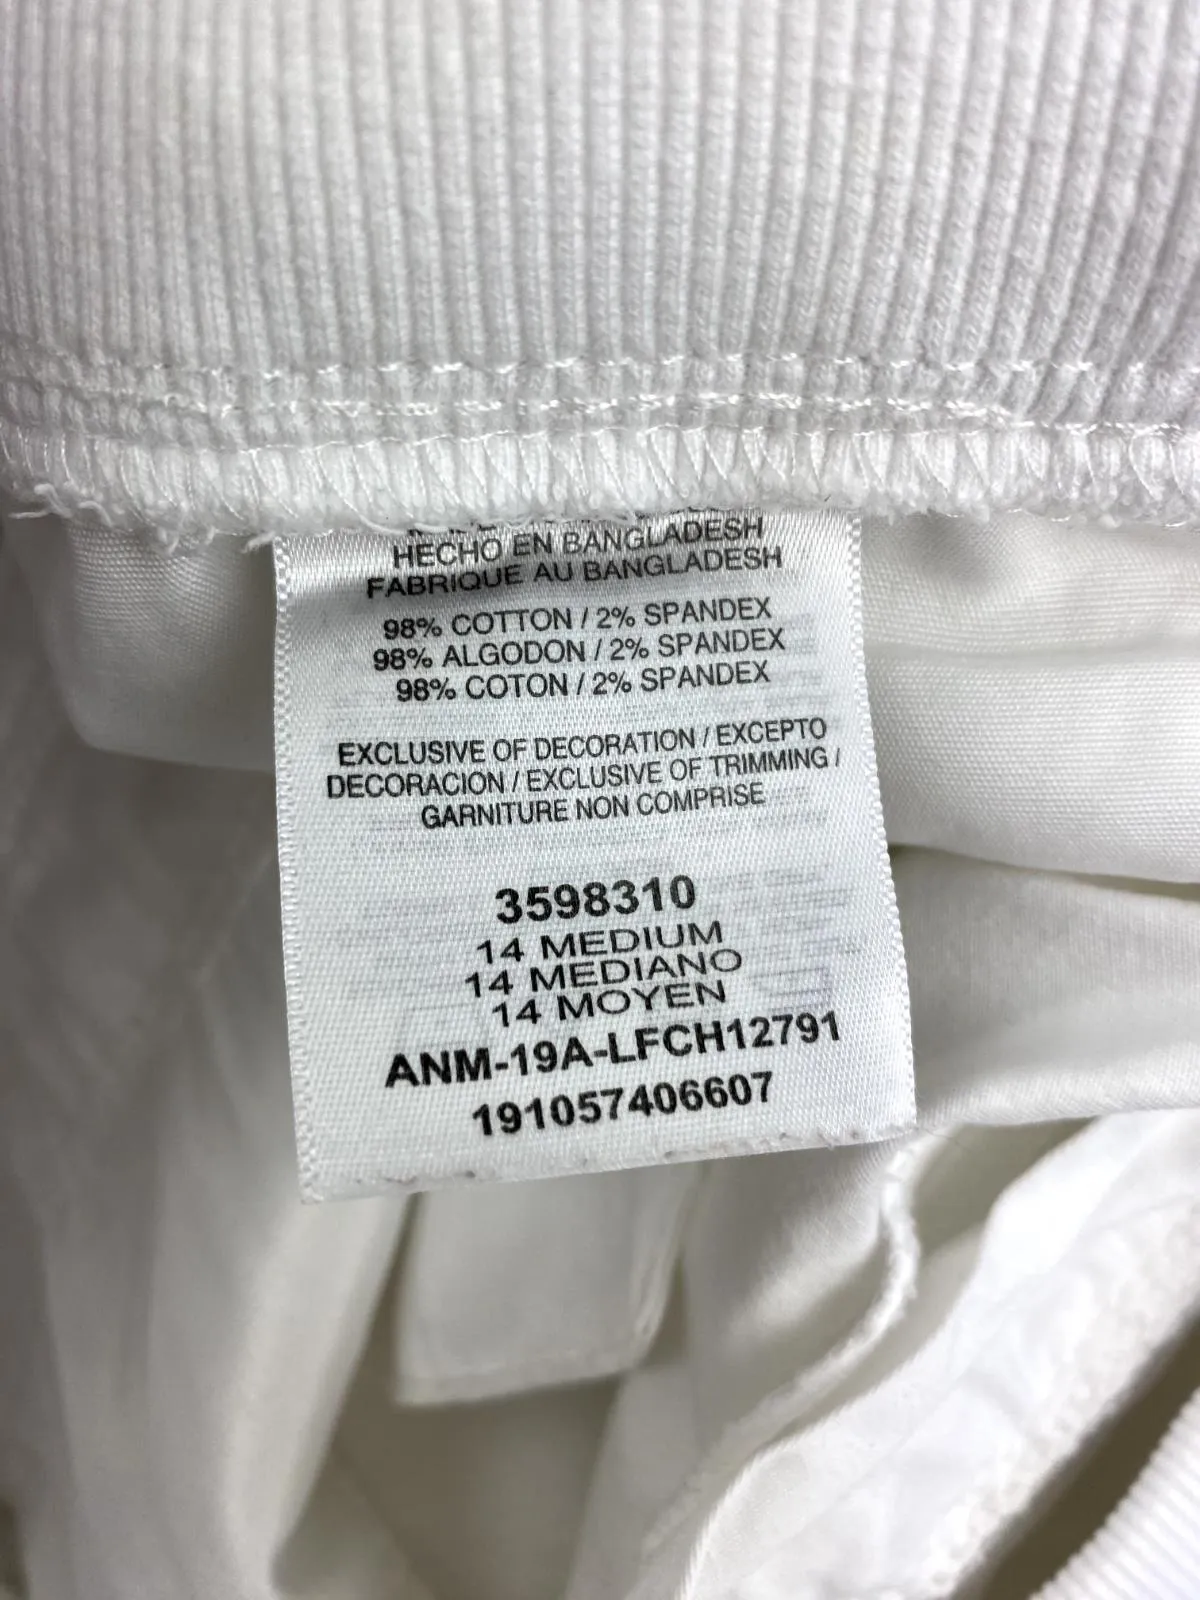 HECHO EN BANGLADESH
FABRIQUE AU BANGLADESH
98% COTTON / 2% SPANDEX
98% ALGODON / 2% SPANDEX
98% COTON / 2% SPANDEX
EXCLUSIVE OF DECORATION / EXCEPTO
DECORACION / EXCLUSIVE OF TRIMMING /
GARNITURE NON COMPRISE
3598310
14 MEDIUM
14 MEDIANO
14 MOYEN
ANM-19A-LFCH12791
191057406607